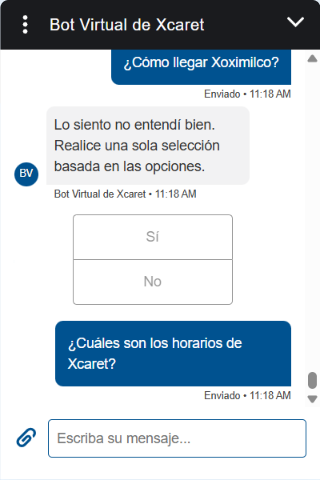 Bot Virtual de Xcaret
¿Cómo llegar Xoximilco?
Enviado • 11:18 AM
Lo siento no entendí bien.
Realice una sola selección
basada en las opciones.
BV
Bot Virtual de Xcaret • 11:18 AM
Sí
No
¿Cuáles son los horarios de
Xcaret?
Enviado • 11:18 AM
Escriba su mensaje...